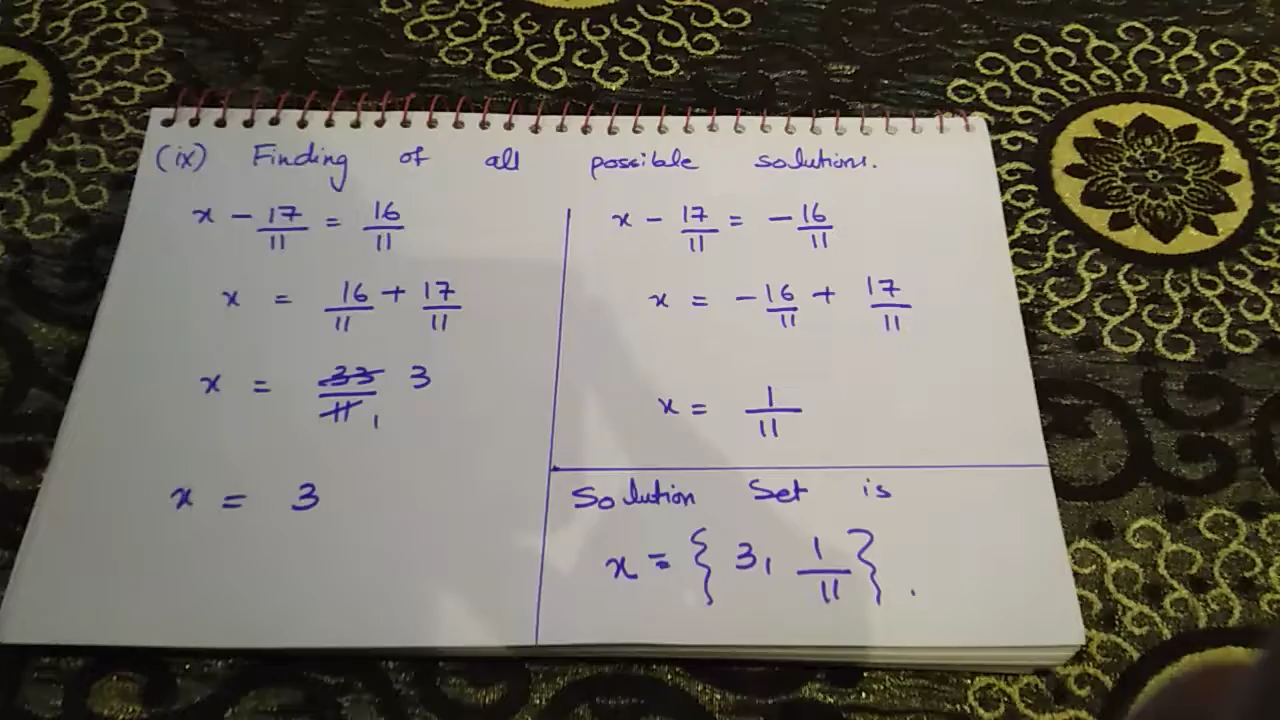 (ix) Finding of all possible solutions.
x - 17/11 = 16/11
x = 16/11 + 17/11
x = 33/11 3 1
x = 3
x - 17/11 = - 16/11
x = - 16/11 + 17/11
x = 1/11
Solution Set is
x = { 3, 1/11 } .